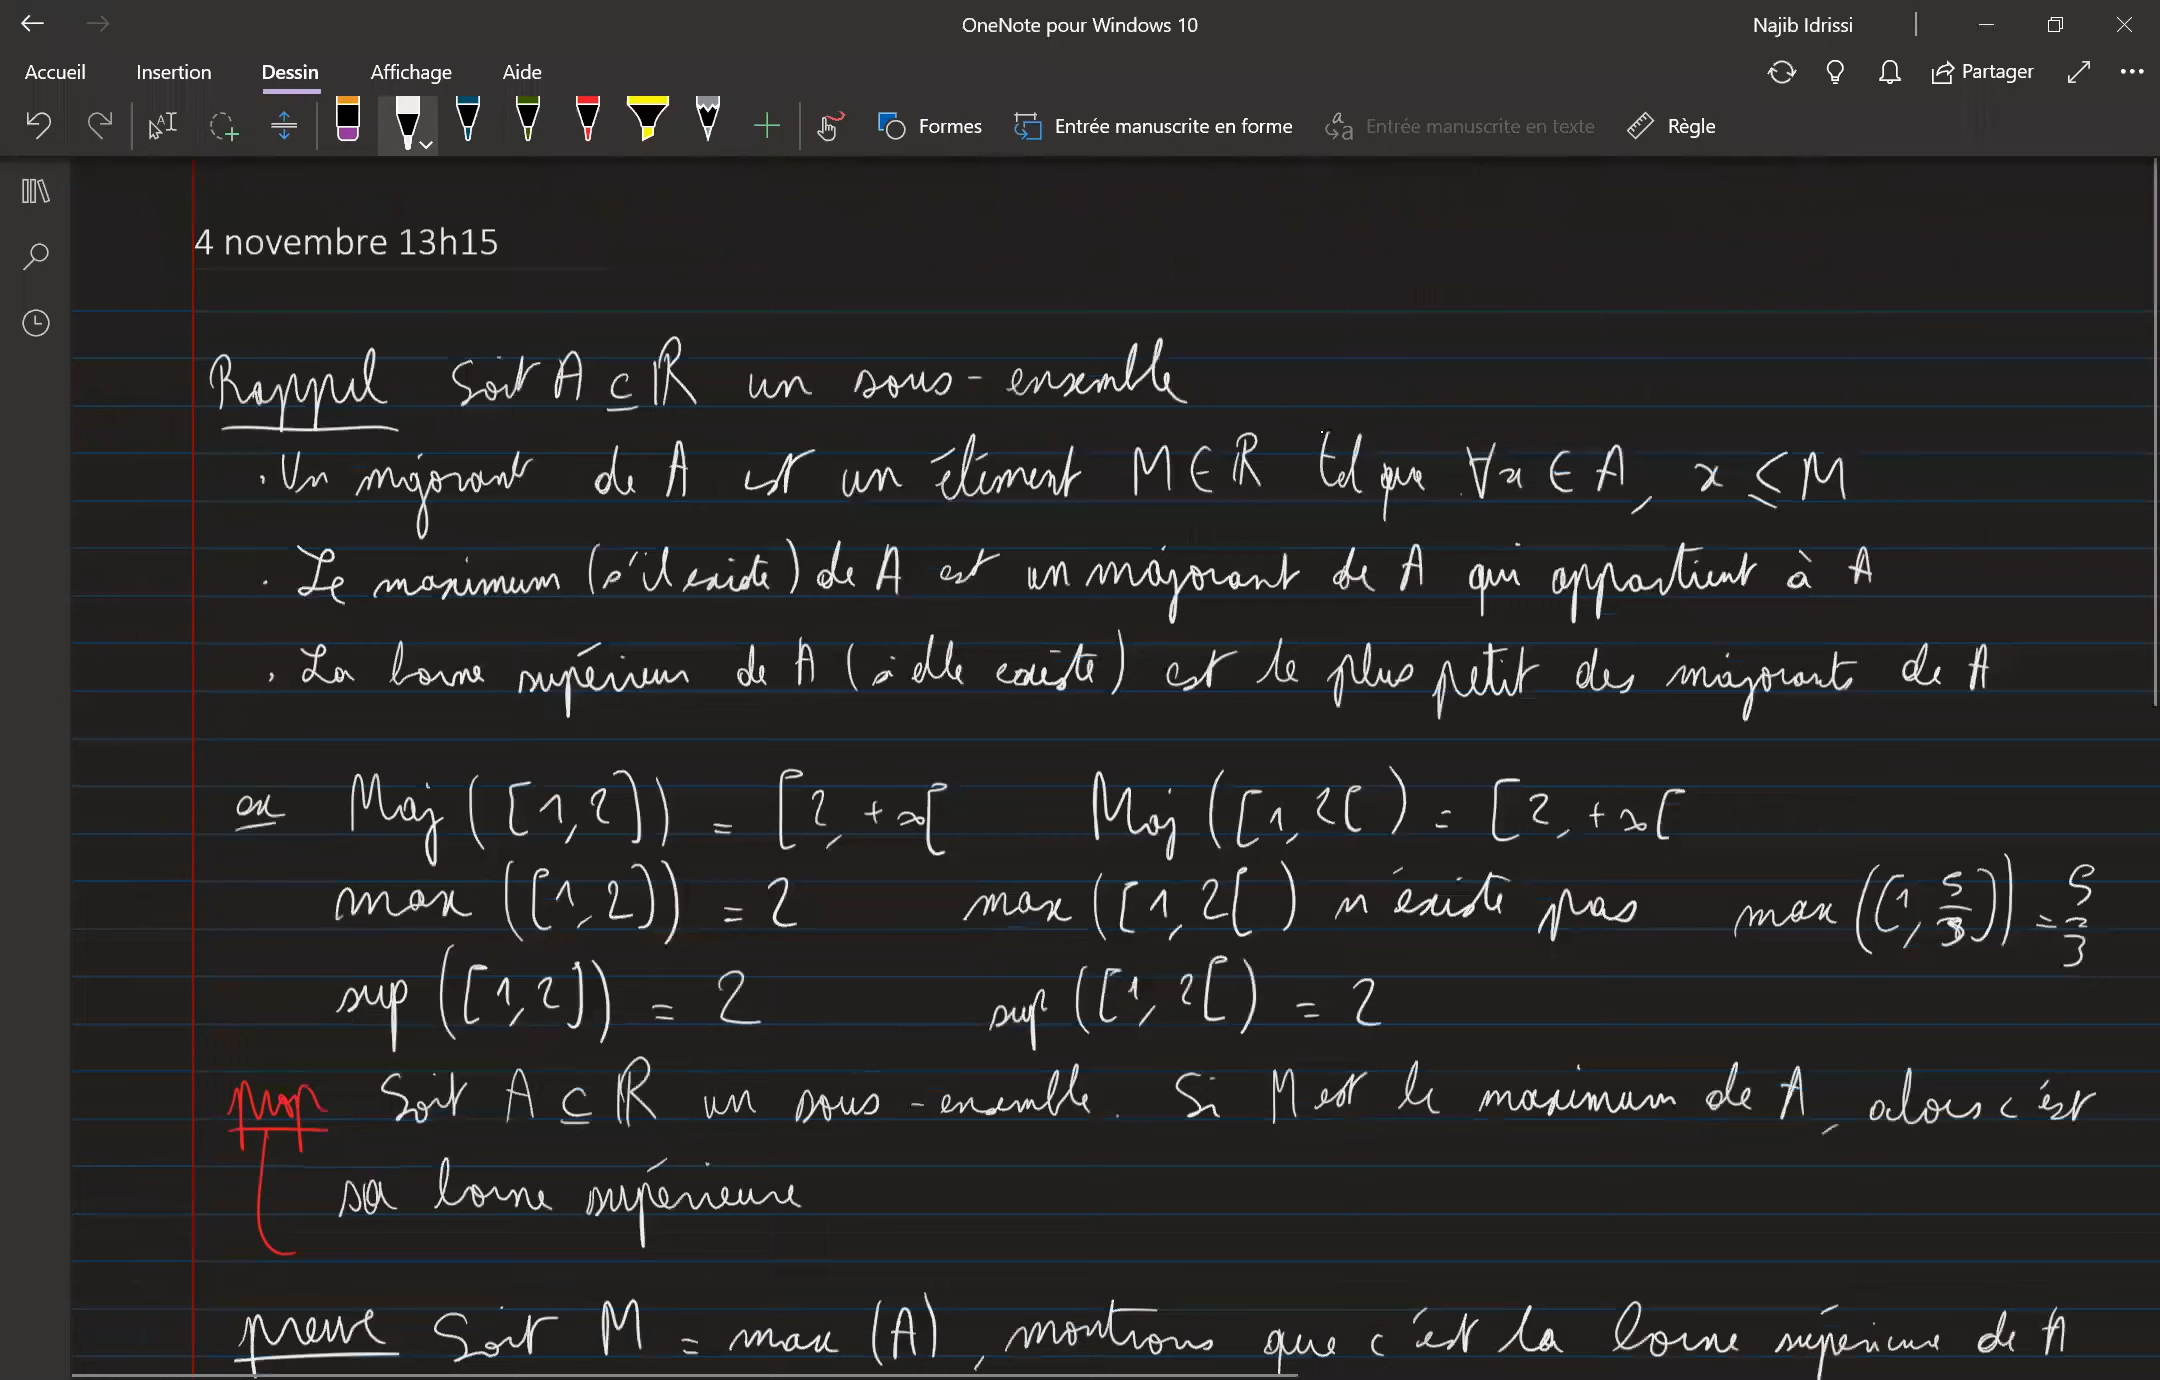 OneNote pour Windows 10
Najib Idrissi
Accueil Insertion Dessin Affichage Aide
Partager
Formes Entrée manuscrite en forme Entrée manuscrite en texte Règle
4 novembre 13h15
Rappel Soit A ⊆ ℝ un sous-ensemble
. Un majorant de A est un élément M ∈ ℝ tel que ∀x ∈ A, x ≤ M
. Le maximum (s'il existe) de A est un majorant de A qui appartient à A
. La borne supérieure de A (si elle existe) est le plus petit des majorants de A
ex Maj ([1,2]) = [2,+∞[ Maj ([1,2[) = [2,+∞[
max ([1,2]) = 2 max ([1,2[) n'existe pas max ([1, 5/3]) = 5/3
sup ([1,2]) = 2 sup ([1,2[) = 2
prop Soit A ⊆ ℝ un sous-ensemble. Si M est le maximum de A, alors c'est
sa borne supérieure
preuve Soit M = max (A), montrons que c'est la borne supérieure de A